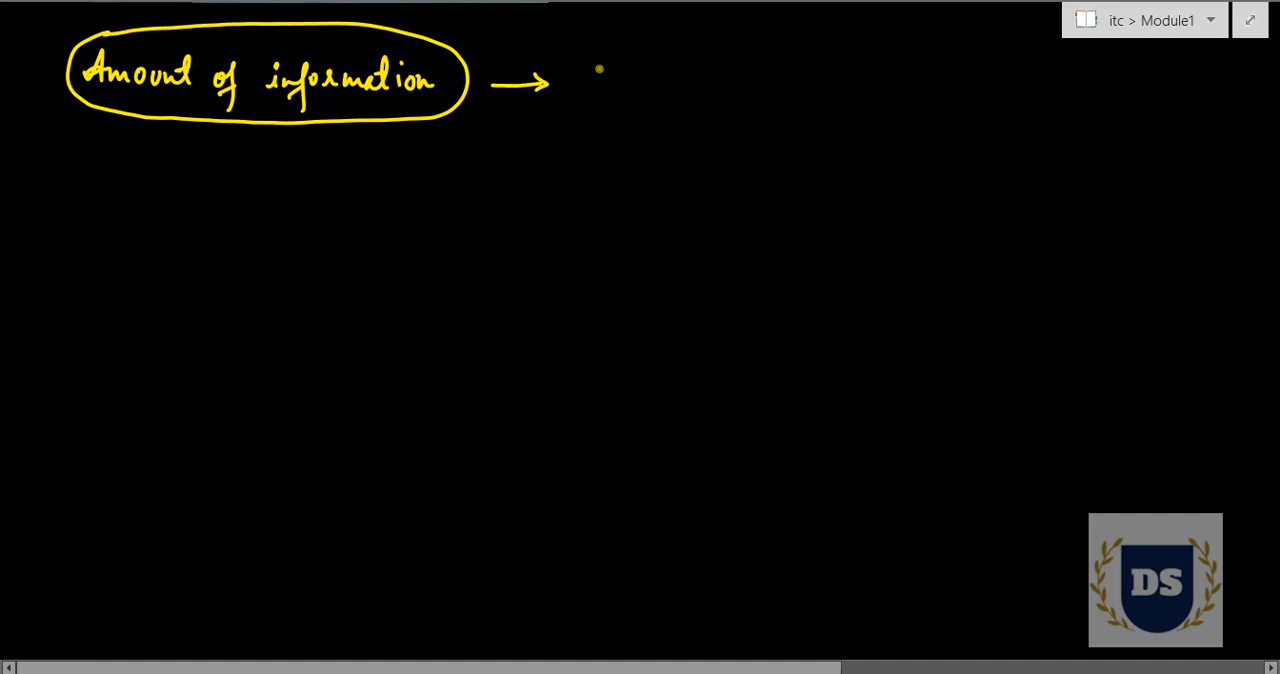 itc > Module1
Amount of information →
DS